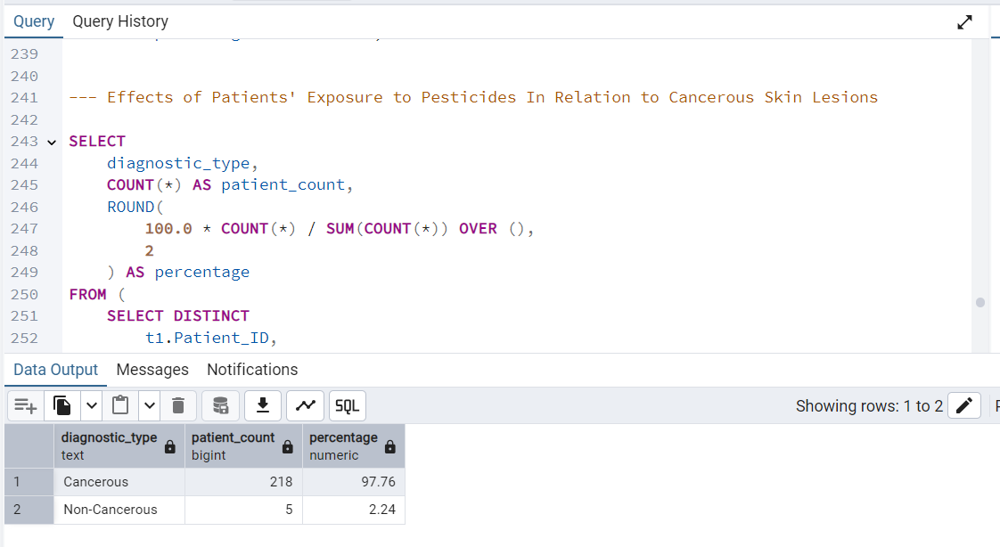 Query Query History
239
240
241 --- Effects of Patients' Exposure to Pesticides In Relation to Cancerous Skin Lesions
242
243 SELECT
244 diagnostic_type,
245 COUNT(*) AS patient_count,
246 ROUND(
247 100.0 * COUNT(*) / SUM(COUNT(*)) OVER (),
248 2
249 ) AS percentage
250 FROM (
251 SELECT DISTINCT
252 t1.Patient_ID,
Data Output Messages Notifications
SQL Showing rows: 1 to 2
diagnostic_type patient_count percentage
text bigint numeric
1 Cancerous 218 97.76
2 Non-Cancerous 5 2.24